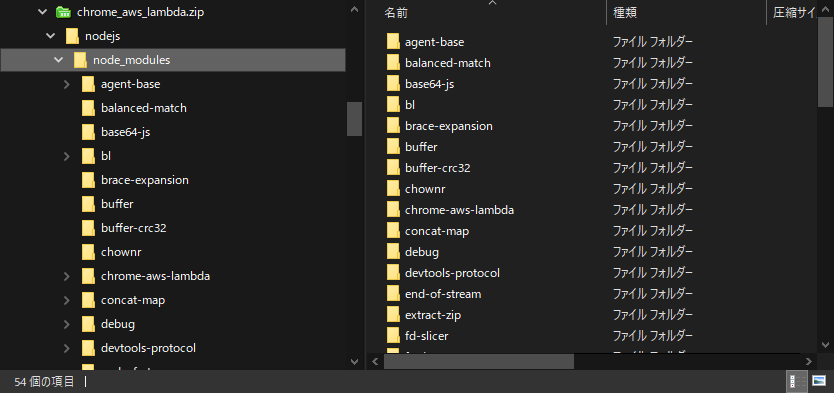 chrome_aws_lambda.zip
nodejs
node_modules
agent-base
balanced-match
base64-js
bl
brace-expansion
buffer
buffer-crc32
chownr
chrome-aws-lambda
concat-map
debug
devtools-protocol
名前 種類 圧縮サイ
agent-base ファイル フォルダー
balanced-match ファイル フォルダー
base64-js ファイル フォルダー
bl ファイル フォルダー
brace-expansion ファイル フォルダー
buffer ファイル フォルダー
buffer-crc32 ファイル フォルダー
chownr ファイル フォルダー
chrome-aws-lambda ファイル フォルダー
concat-map ファイル フォルダー
debug ファイル フォルダー
devtools-protocol ファイル フォルダー
end-of-stream ファイル フォルダー
extract-zip ファイル フォルダー
fd-slicer ファイル フォルダー
54 個の項目